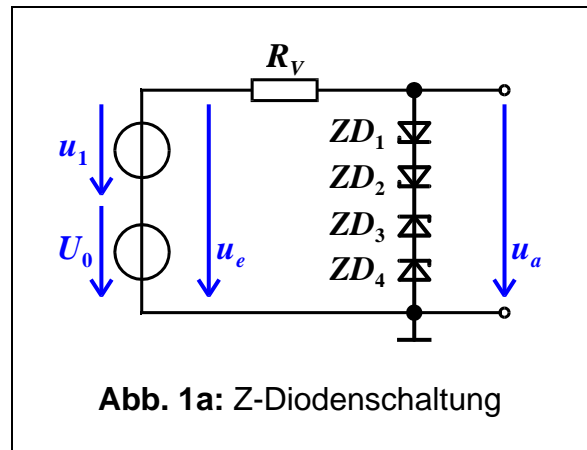 R_V
ZD_1
u_1
ZD_2
U_0
u_e
ZD_3
u_a
ZD_4
Abb. 1a: Z-Diodenschaltung